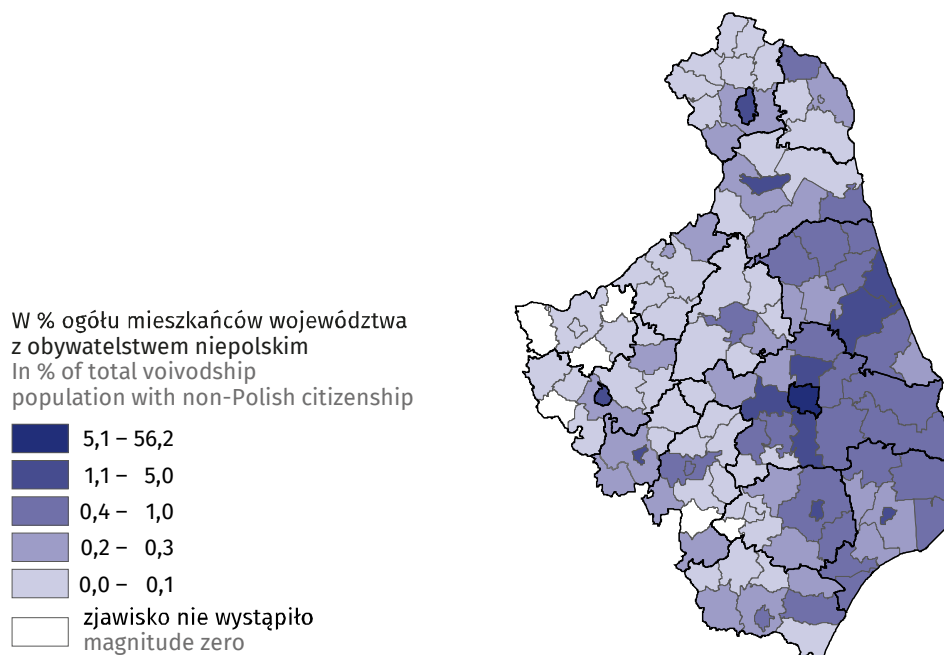 W % ogółu mieszkańców województwa
z obywatelstwem niepolskim
In % of total voivodship
population with non-Polish citizenship
5,1 – 56,2
1,1 – 5,0
0,4 – 1,0
0,2 – 0,3
0,0 – 0,1
zjawisko nie wystąpiło
magnitude zero